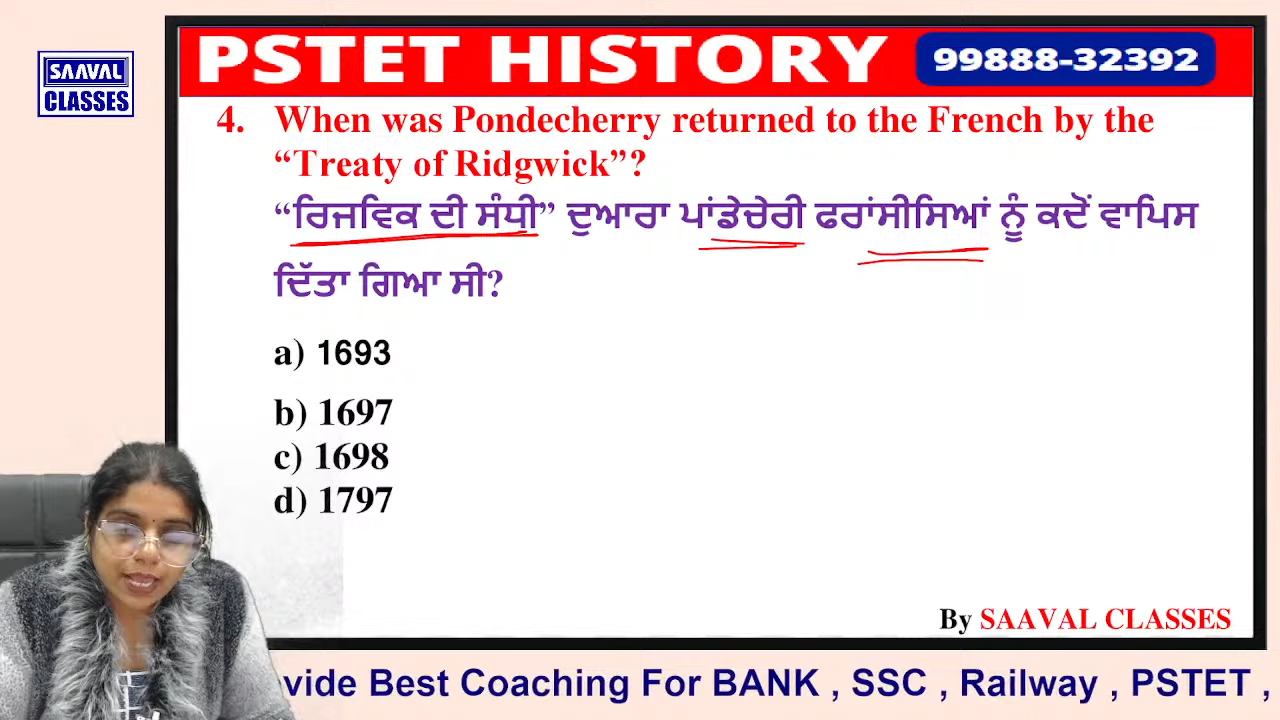 SAAVAL
CLASSES
PSTET HISTORY
99888-32392
4. When was Pondecherry returned to the French by the
“Treaty of Ridgwick”?
“ਰਿਜਵਿਕ ਦੀ ਸੰਧੀ” ਦੁਆਰਾ ਪਾਂਡੇਚੇਰੀ ਫਰਾਂਸੀਸਿਆਂ ਨੂੰ ਕਦੋਂ ਵਾਪਿਸ
ਦਿੱਤਾ ਗਿਆ ਸੀ?
a) 1693
b) 1697
c) 1698
d) 1797
By SAAVAL CLASSES
vide Best Coaching For BANK , SSC , Railway , PSTET ,